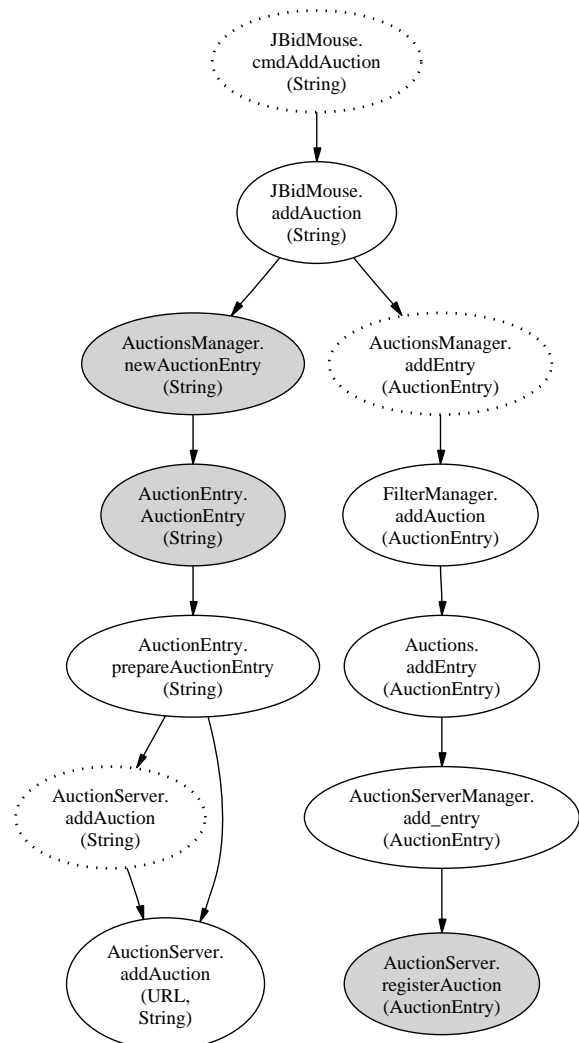 JBidMouse.
cmdAddAuction
(String)
JBidMouse.
addAuction
(String)
AuctionsManager.
newAuctionEntry
(String)
AuctionsManager.
addEntry
(AuctionEntry)
AuctionEntry.
AuctionEntry
(String)
FilterManager.
addAuction
(AuctionEntry)
AuctionEntry.
prepareAuctionEntry
(String)
Auctions.
addEntry
(AuctionEntry)
AuctionServer.
addAuction
(String)
AuctionServerManager.
add_entry
(AuctionEntry)
AuctionServer.
addAuction
(URL,
String)
AuctionServer.
registerAuction
(AuctionEntry)